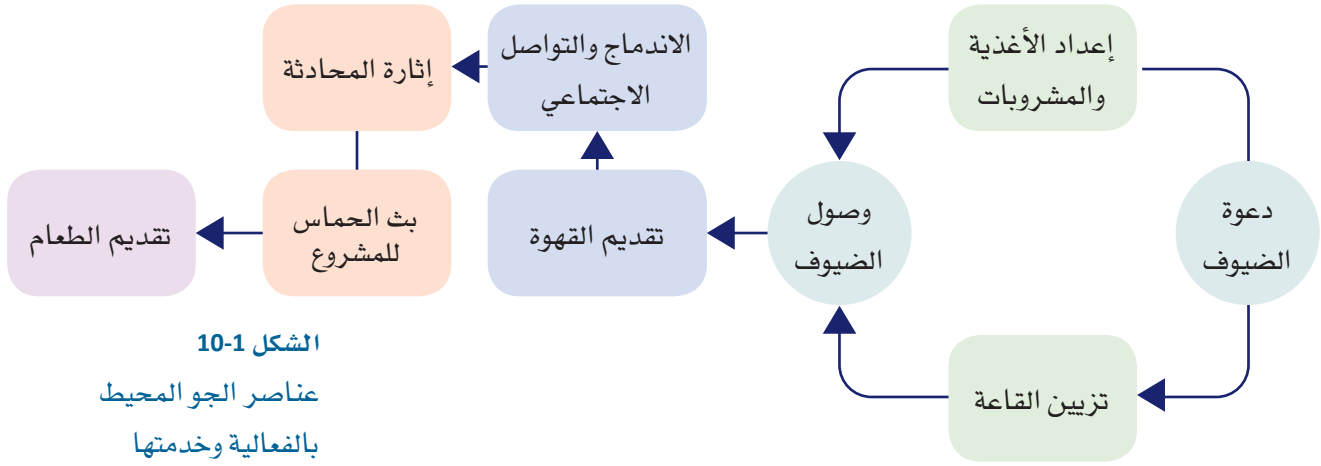 دعوة
الضيوف
إعداد الأغذية
والمشروبات
تزيين القاعة
وصول
الضيوف
تقديم القهوة
الاندماج والتواصل
الاجتماعي
إثارة المحادثة
بث الحماس
للمشروع
تقديم الطعام
الشكل 1-10
عناصر الجو المحيط
بالفعالية وخدمتها